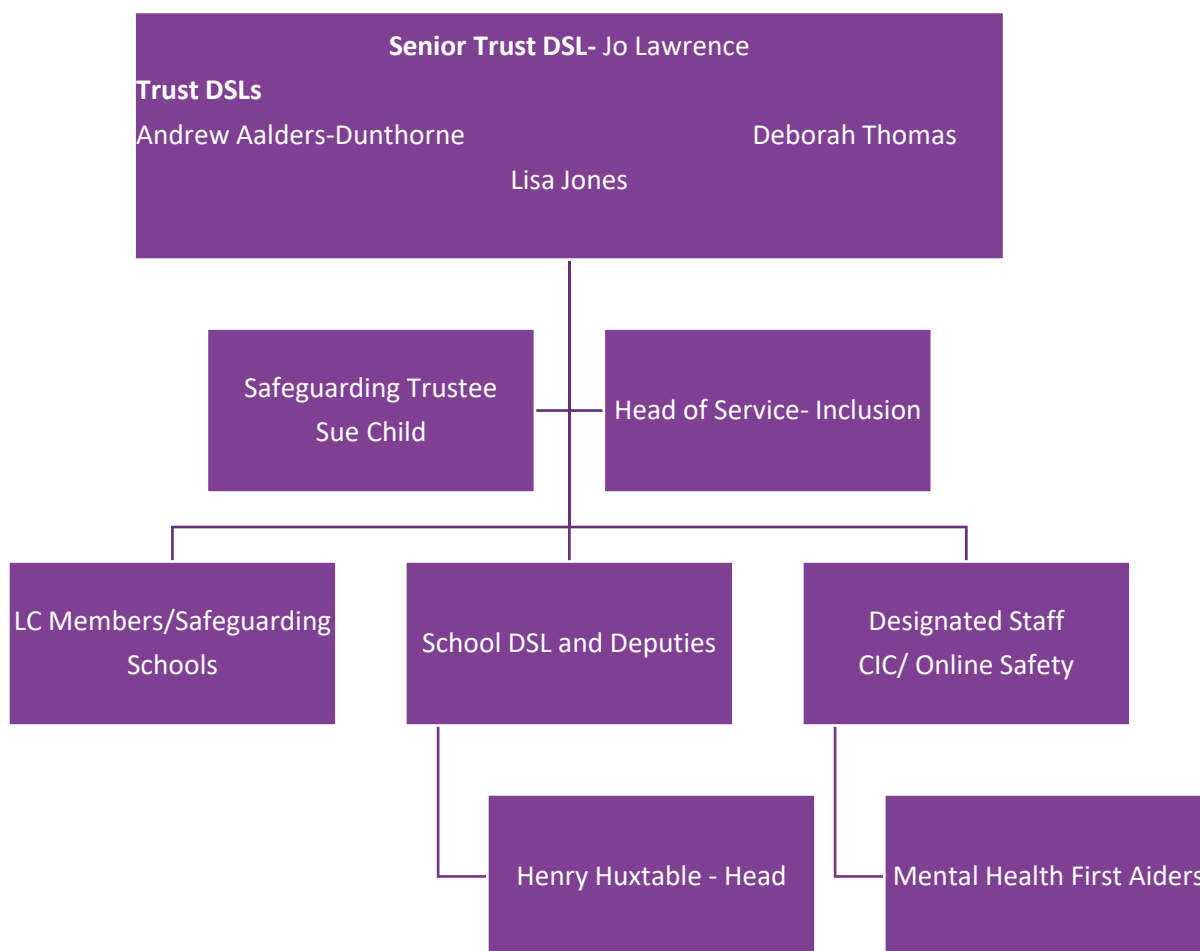 Senior Trust DSL- Jo Lawrence
Trust DSLs
Andrew Aalders-Dunthorne Deborah Thomas
Lisa Jones
Safeguarding Trustee
Sue Child
Head of Service- Inclusion
LC Members/Safeguarding
Schools
School DSL and Deputies
Designated Staff
CIC/ Online Safety
Henry Huxtable - Head
Mental Health First Aiders